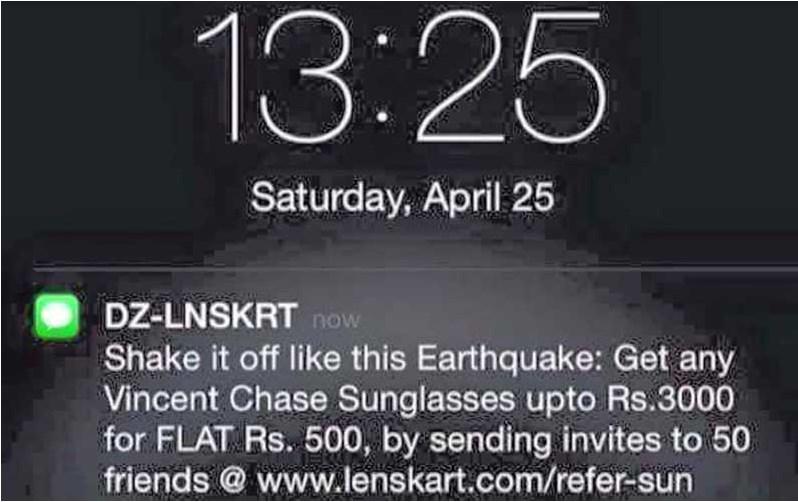 13:25
Saturday, April 25
DZ-LNSKRT now
Shake it off like this Earthquake: Get any
Vincent Chase Sunglasses upto Rs.3000
for FLAT Rs. 500, by sending invites to 50
friends @ www.lenskart.com/refer-sun